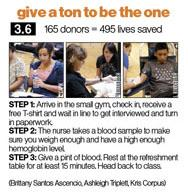 give a ton to be the one
3.6 165 donors = 495 lives saved
STEP 1: Arrive in the small gym, check in, receive a
free T-shirt and wait in line to get interviewed and turn
in paperwork.
STEP 2: The nurse takes a blood sample to make
sure you weigh enough and have a high enough
hemoglobin level.
STEP 3: Give a pint of blood. Rest at the refreshment
table for at least 15 minutes. Head back to class.
(Brittany Santos Ascencio, Ashleigh Triplett, Kris Corpus)